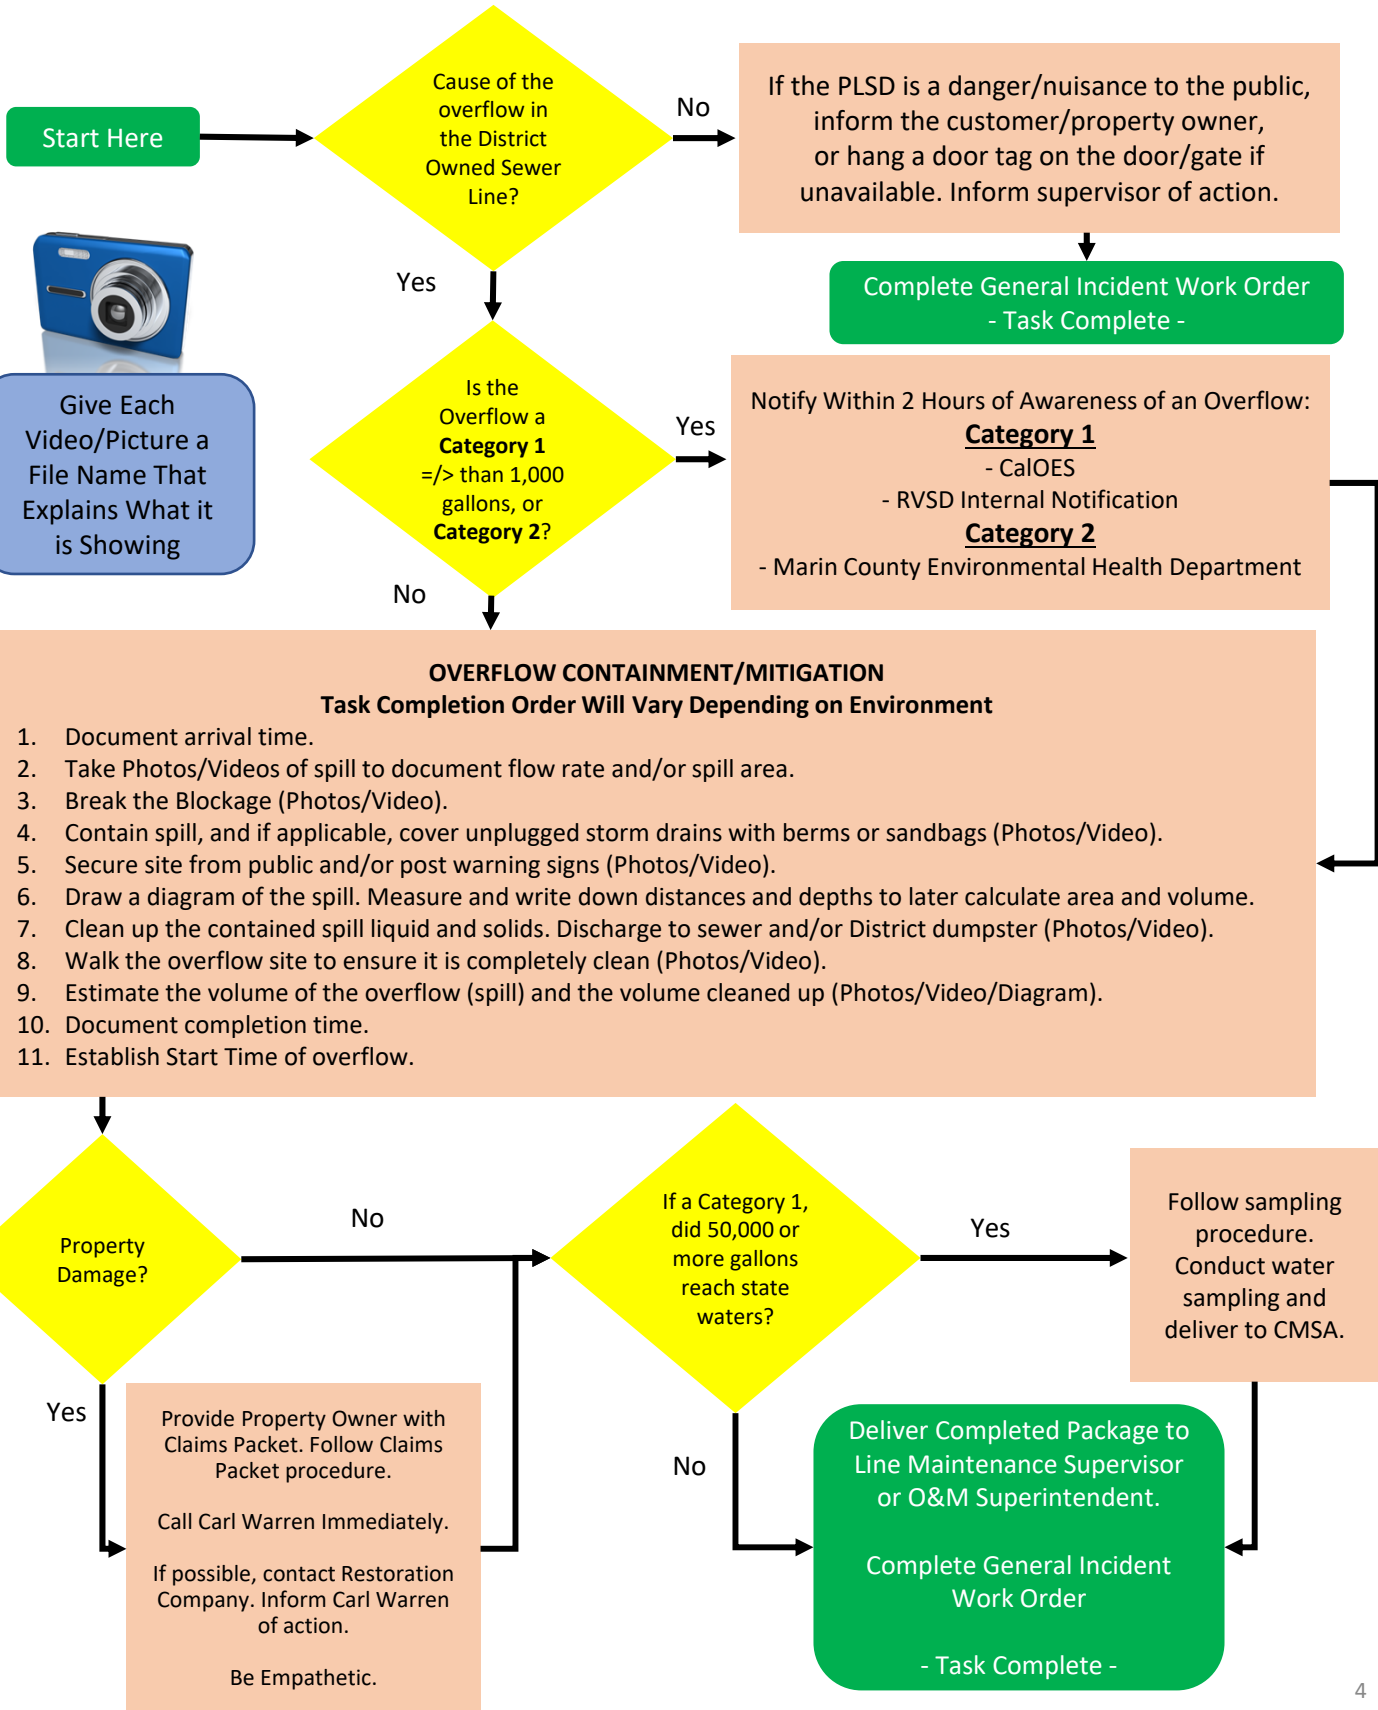 Start Here
Cause of the
overflow in
the District
Owned Sewer
Line?
No
If the PLSD is a danger/nuisance to the public,
inform the customer/property owner,
or hang a door tag on the door/gate if
unavailable. Inform supervisor of action.
Yes
Complete General Incident Work Order
- Task Complete -
Give Each
Video/Picture a
File Name That
Explains What it
is Showing
Is the
Overflow a
Category 1
=/> than 1,000
gallons, or
Category 2?
Yes
Notify Within 2 Hours of Awareness of an Overflow:
Category 1
- CalOES
- RVSD Internal Notification
Category 2
- Marin County Environmental Health Department
No
OVERFLOW CONTAINMENT/MITIGATION
Task Completion Order Will Vary Depending on Environment
1. Document arrival time.
2. Take Photos/Videos of spill to document flow rate and/or spill area.
3. Break the Blockage (Photos/Video).
4. Contain spill, and if applicable, cover unplugged storm drains with berms or sandbags (Photos/Video).
5. Secure site from public and/or post warning signs (Photos/Video).
6. Draw a diagram of the spill. Measure and write down distances and depths to later calculate area and volume.
7. Clean up the contained spill liquid and solids. Discharge to sewer and/or District dumpster (Photos/Video).
8. Walk the overflow site to ensure it is completely clean (Photos/Video).
9. Estimate the volume of the overflow (spill) and the volume cleaned up (Photos/Video/Diagram).
10. Document completion time.
11. Establish Start Time of overflow.
Property
Damage?
No
If a Category 1,
did 50,000 or
more gallons
reach state
waters?
Yes
Follow sampling
procedure.
Conduct water
sampling and
deliver to CMSA.
Yes
Provide Property Owner with
Claims Packet. Follow Claims
Packet procedure.
Call Carl Warren Immediately.
If possible, contact Restoration
Company. Inform Carl Warren
of action.
Be Empathetic.
No
Deliver Completed Package to
Line Maintenance Supervisor
or O&M Superintendent.
Complete General Incident
Work Order
- Task Complete -
4